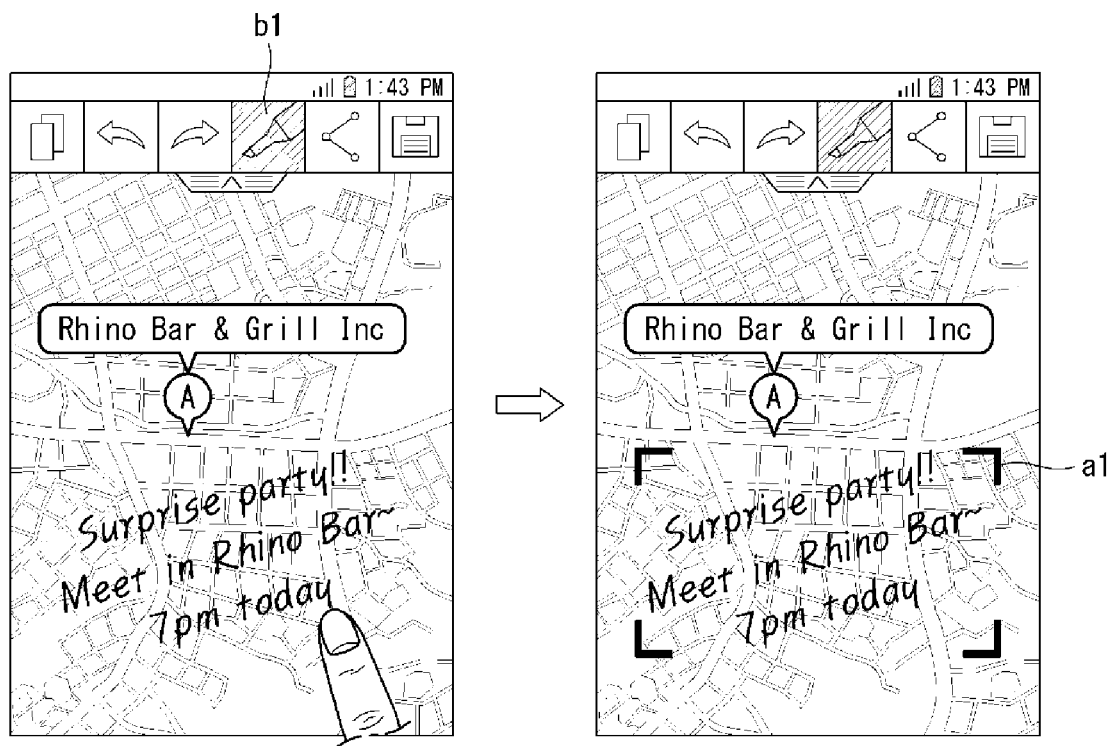 b1
1:43 PM
Rhino Bar & Grill Inc
A
Surprise party!!
Meet in Rhino Bar~
7pm today
1:43 PM
Rhino Bar & Grill Inc
A
a1
Surprise party!!
Meet in Rhino Bar~
7pm today